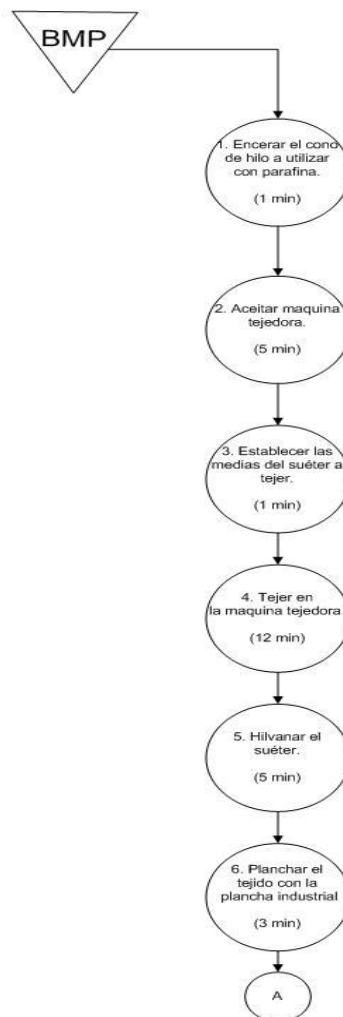 BMP
1. Encerar el cono
de hilo a utilizar
con parafina.
(1 min)
2. Aceitar maquina
tejedora.
(5 min)
3. Establecer las
medias del suéter a
tejer.
(1 min)
4. Tejer en
la maquina tejedora.
(12 min)
5. Hilvanar el
suéter.
(5 min)
6. Planchar el
tejido con la
plancha industrial
(3 min)
A